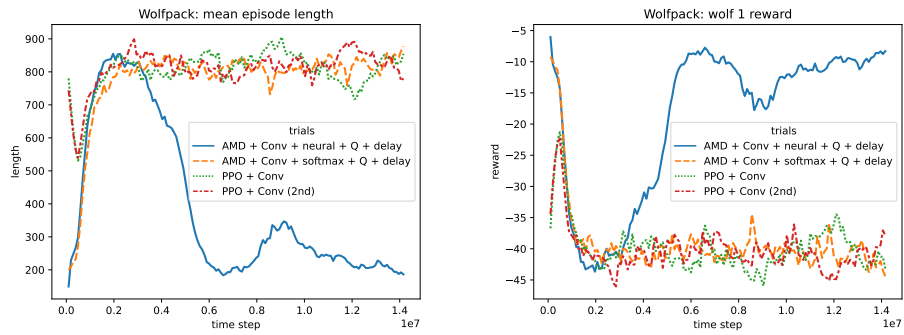 Wolfpack: mean episode length
900
800
700
600
500
400
300
200
length
trials
AMD + Conv + neural + Q + delay
AMD + Conv + softmax + Q + delay
PPO + Conv
PPO + Conv (2nd)
0.0 0.2 0.4 0.6 0.8 1.0 1.2 1.4
1e7
time step
Wolfpack: wolf 1 reward
−5
−10
−15
−20
−25
−30
−35
−40
−45
reward
trials
AMD + Conv + neural + Q + delay
AMD + Conv + softmax + Q + delay
PPO + Conv
PPO + Conv (2nd)
0.0 0.2 0.4 0.6 0.8 1.0 1.2 1.4
1e7
time step